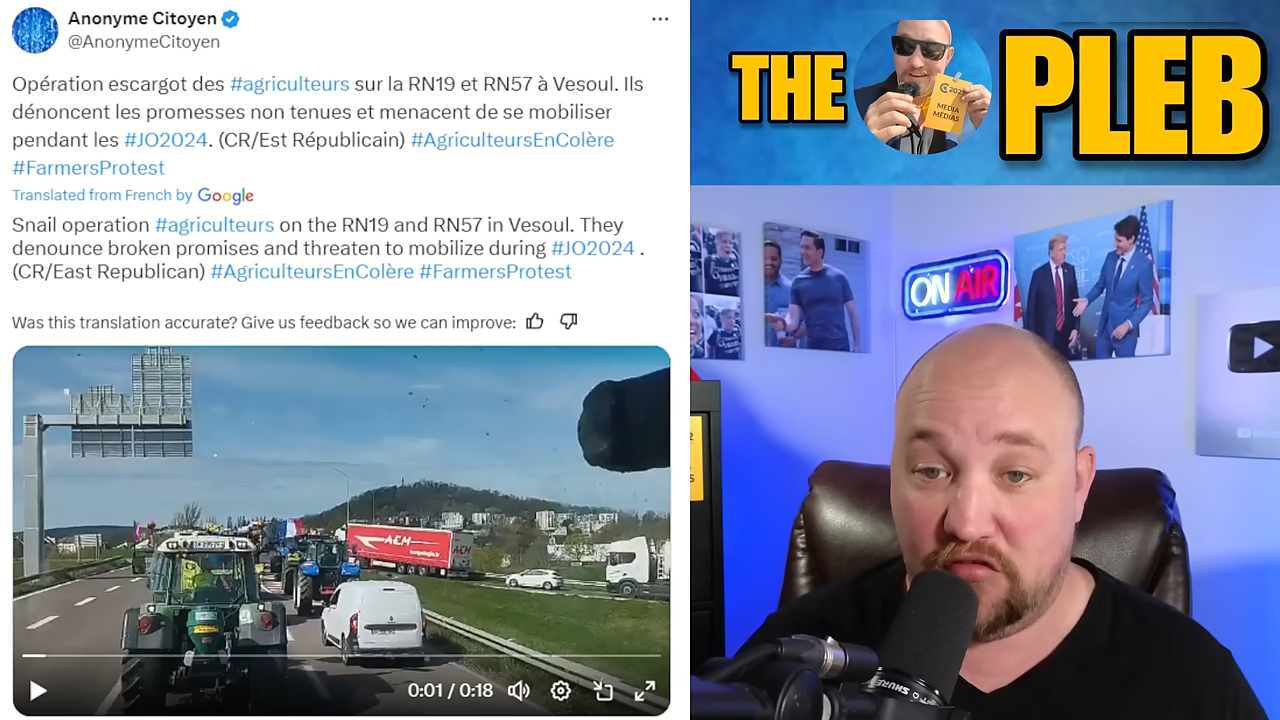 Anonyme Citoyen
@AnonymeCitoyen
Opération escargot des #agriculteurs sur la RN19 et RN57 à Vesoul. Ils
dénoncent les promesses non tenues et menacent de se mobiliser
pendant les #JO2024. (CR/Est Républicain) #AgriculteursEnColère
#FarmersProtest
Translated from French by Google
Snail operation #agriculteurs on the RN19 and RN57 in Vesoul. They
denounce broken promises and threaten to mobilize during #JO2024 .
(CR/East Republican) #AgriculteursEnColère #FarmersProtest
Was this translation accurate? Give us feedback so we can improve:
AEM
AEM
0:01 / 0:18
THE PLEB
MEDIA
MÉDIAS
ON AIR
SHURE